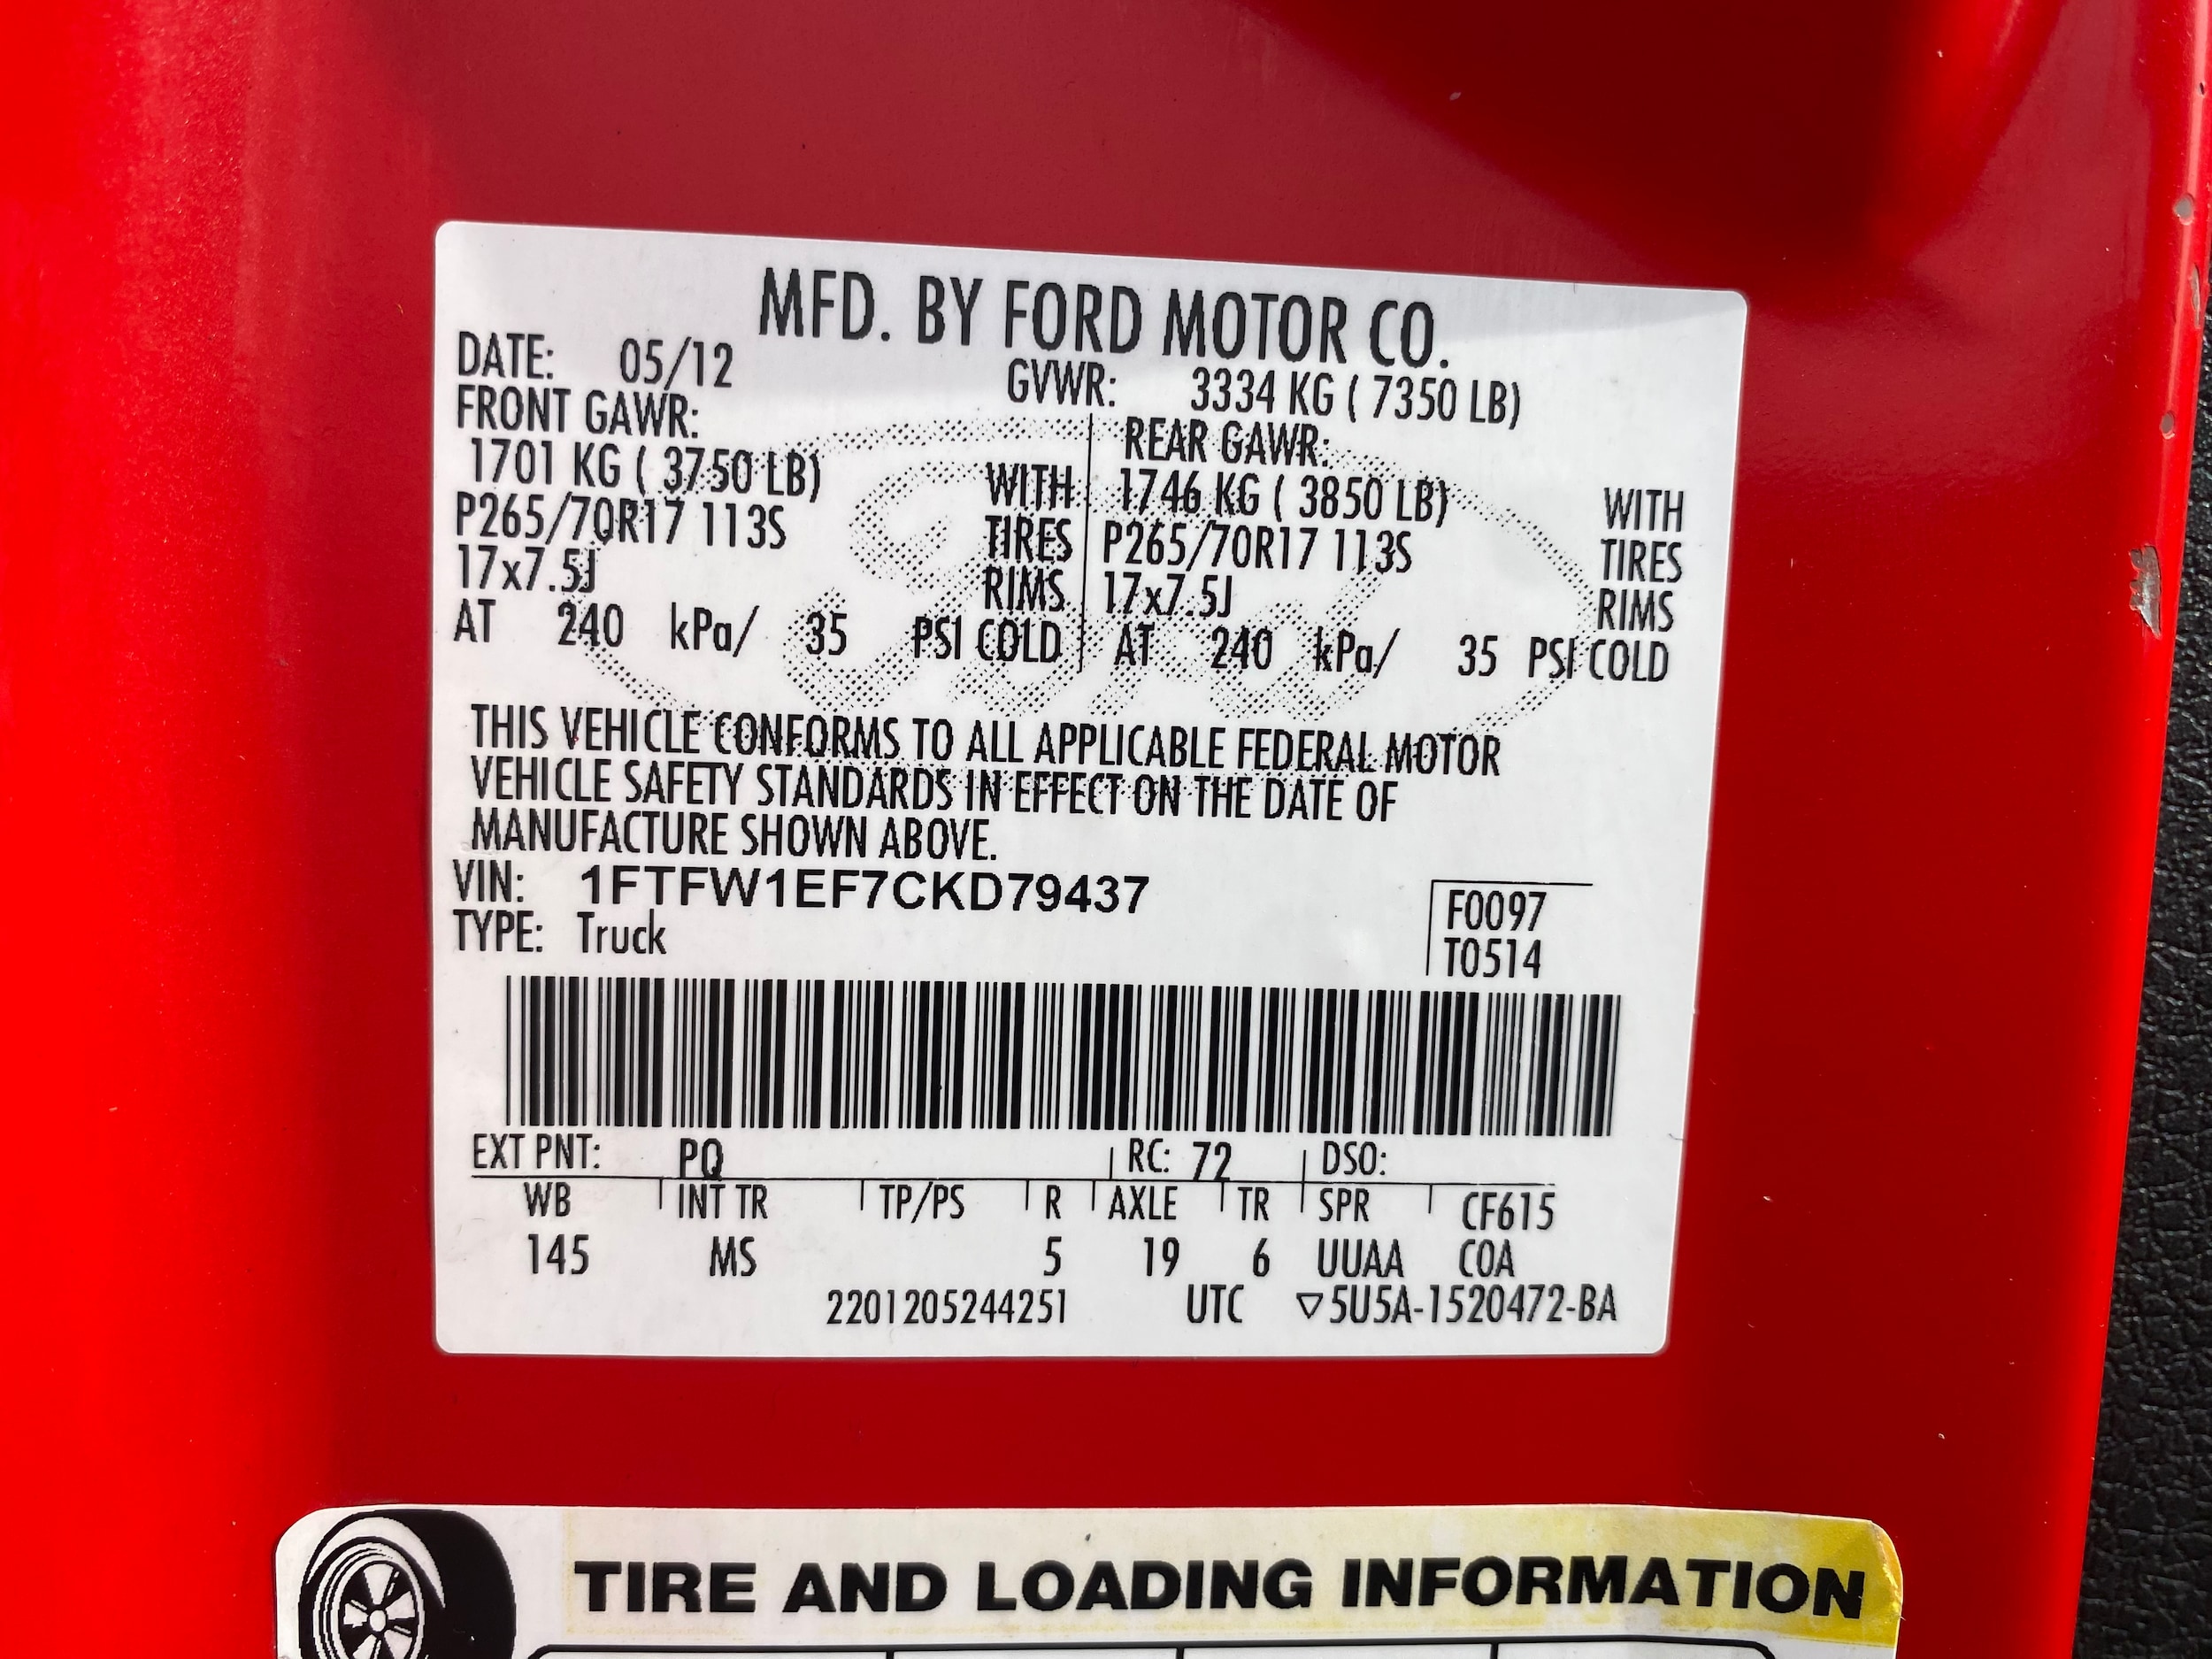 MFD. BY FORD MOTOR CO.
DATE: 05/12 GVWR: 3334 KG ( 7350 LB)
FRONT GAWR: REAR GAWR:
1701 KG ( 3750 LB) WITH 1746 KG ( 3850 LB) WITH
P265/70R17 113S TIRES P265/70R17 113S TIRES
17x7.5J RIMS 17x7.5J RIMS
AT 240 kPa/ 35 PSI COLD AT 240 kPa/ 35 PSI COLD
Ford
THIS VEHICLE CONFORMS TO ALL APPLICABLE FEDERAL MOTOR
VEHICLE SAFETY STANDARDS IN EFFECT ON THE DATE OF
MANUFACTURE SHOWN ABOVE.
VIN: 1FTFW1EF7CKD79437
F0097
TYPE: Truck
T0514
EXT PNT: PQ RC: 72 DSO:
WB INT TR TP/PS R AXLE TR SPR CF615
145 MS 5 19 6 UUAA COA
2201205244251 UTC ▽5U5A-1520472-BA
TIRE AND LOADING INFORMATION